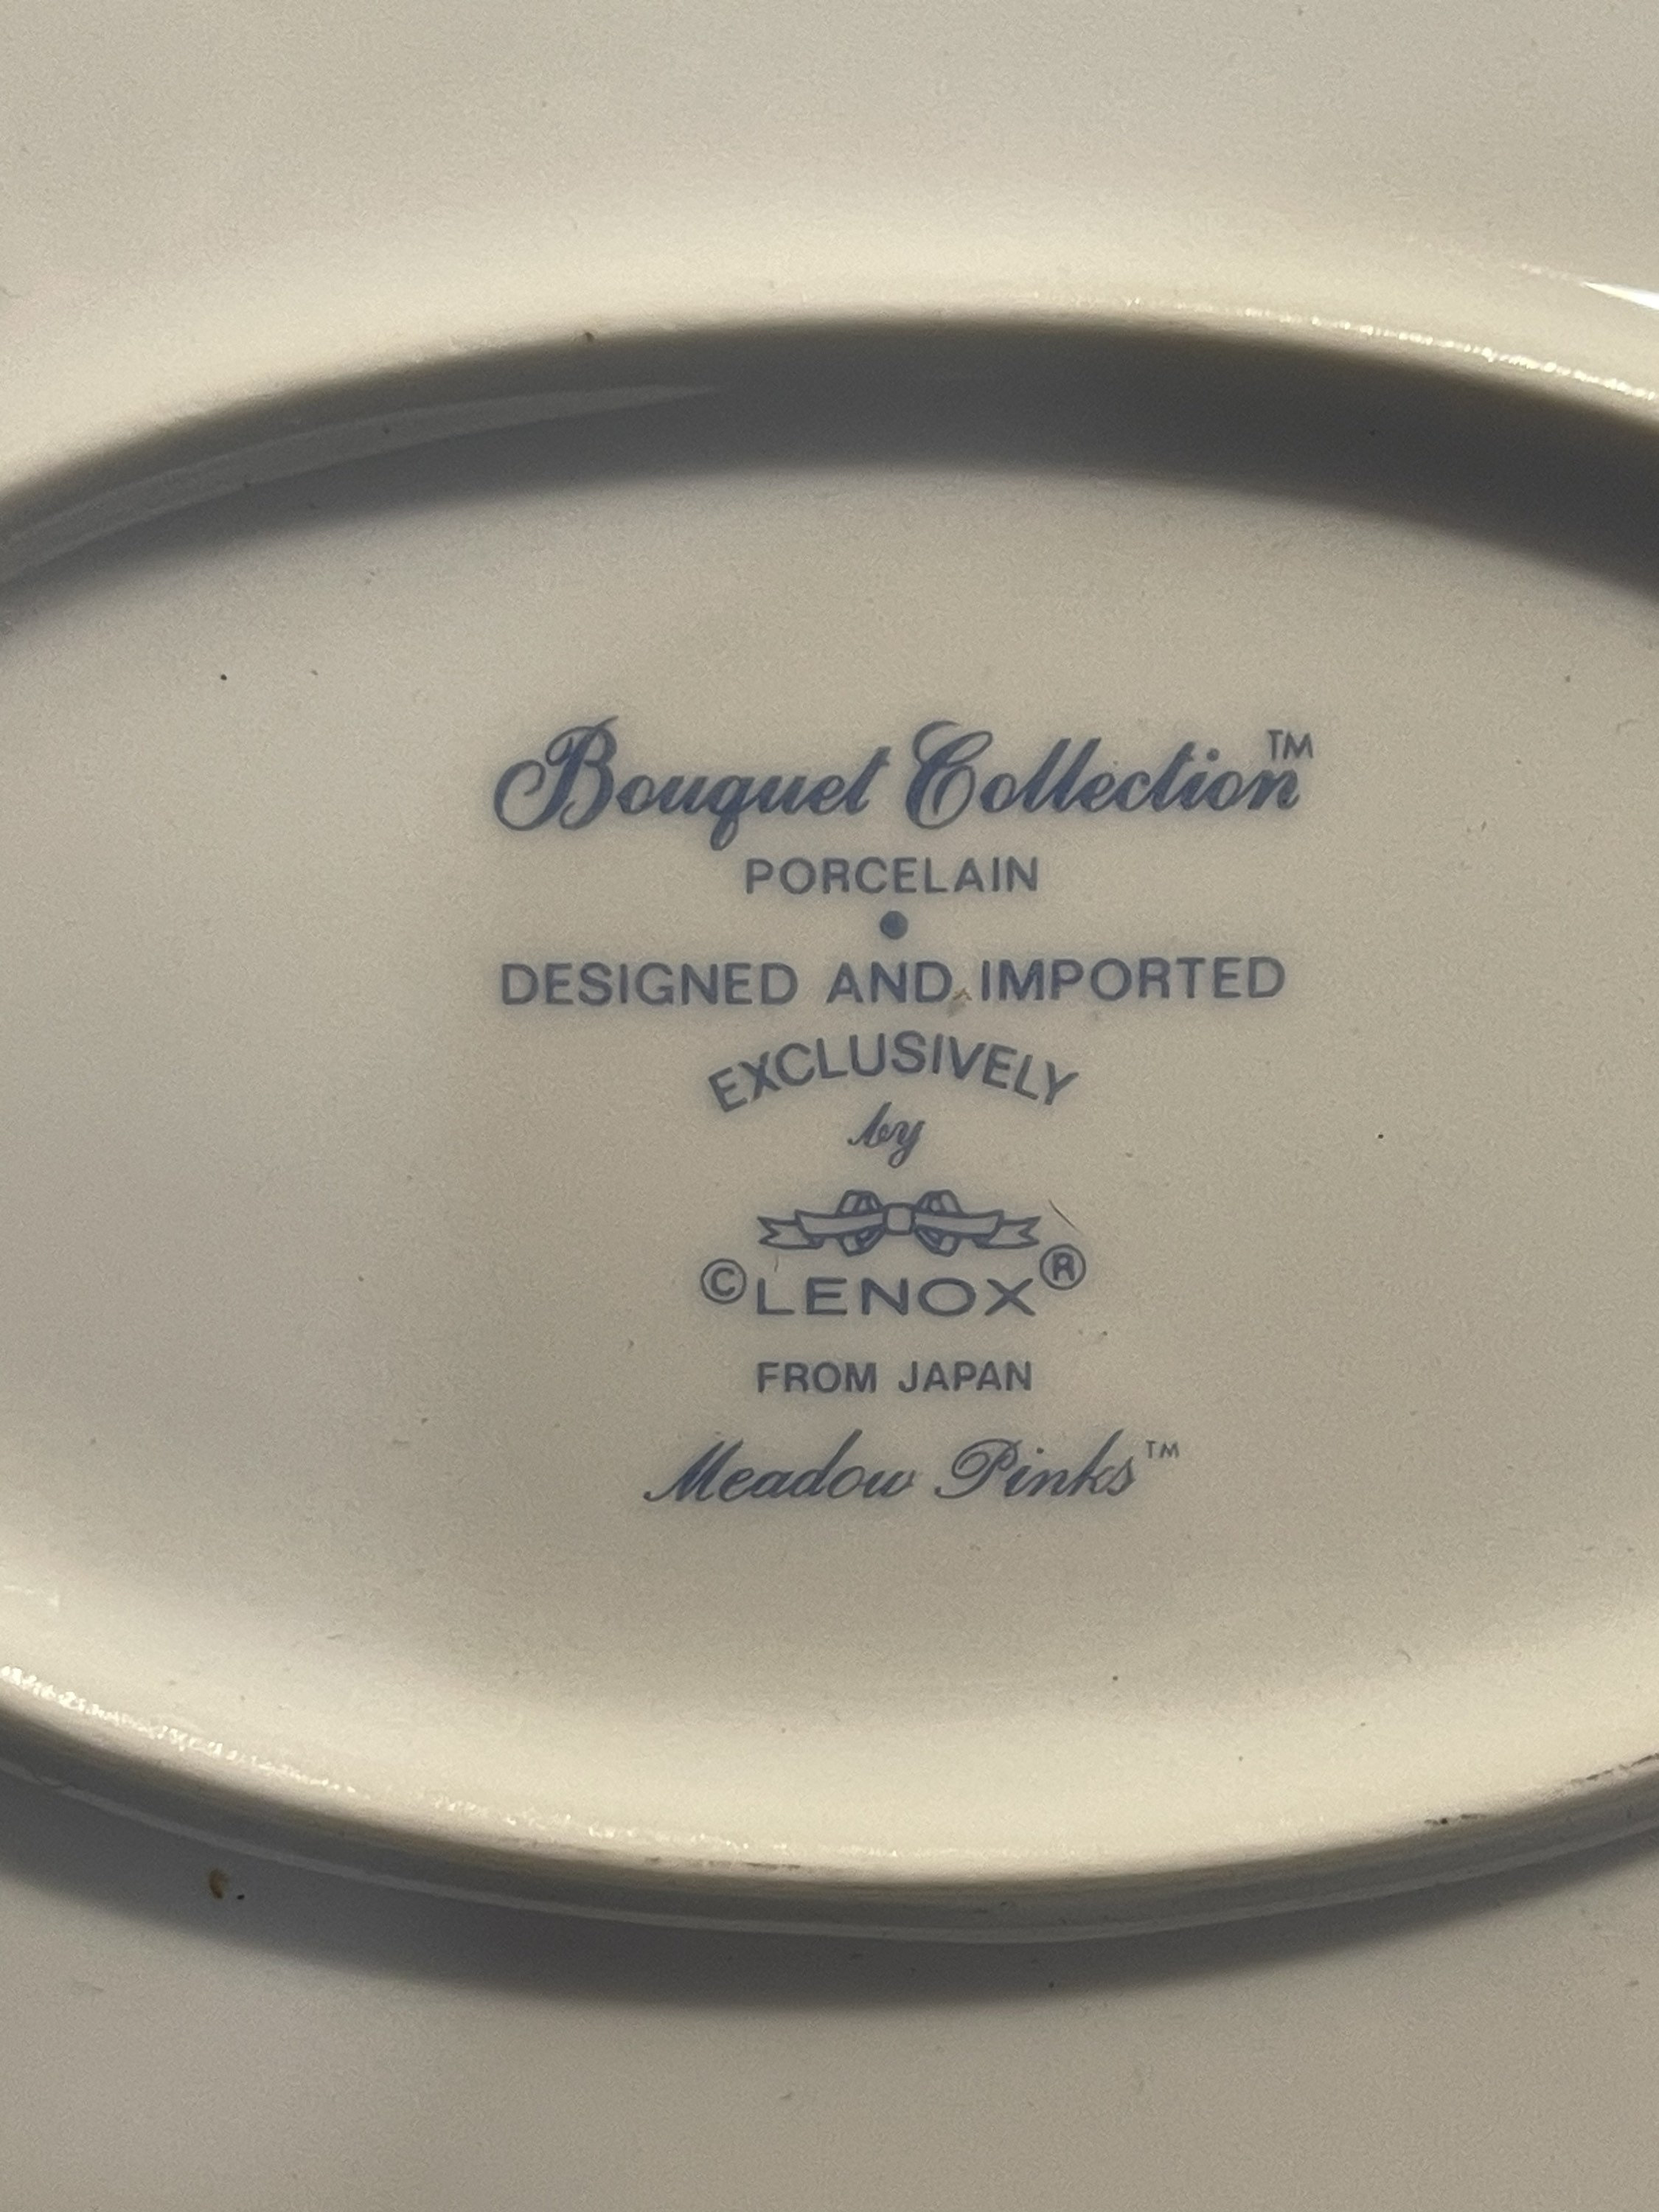 Bouquet Collection™
PORCELAIN
•
DESIGNED AND IMPORTED
EXCLUSIVELY
by
©LENOX®
FROM JAPAN
Meadow Pinks™